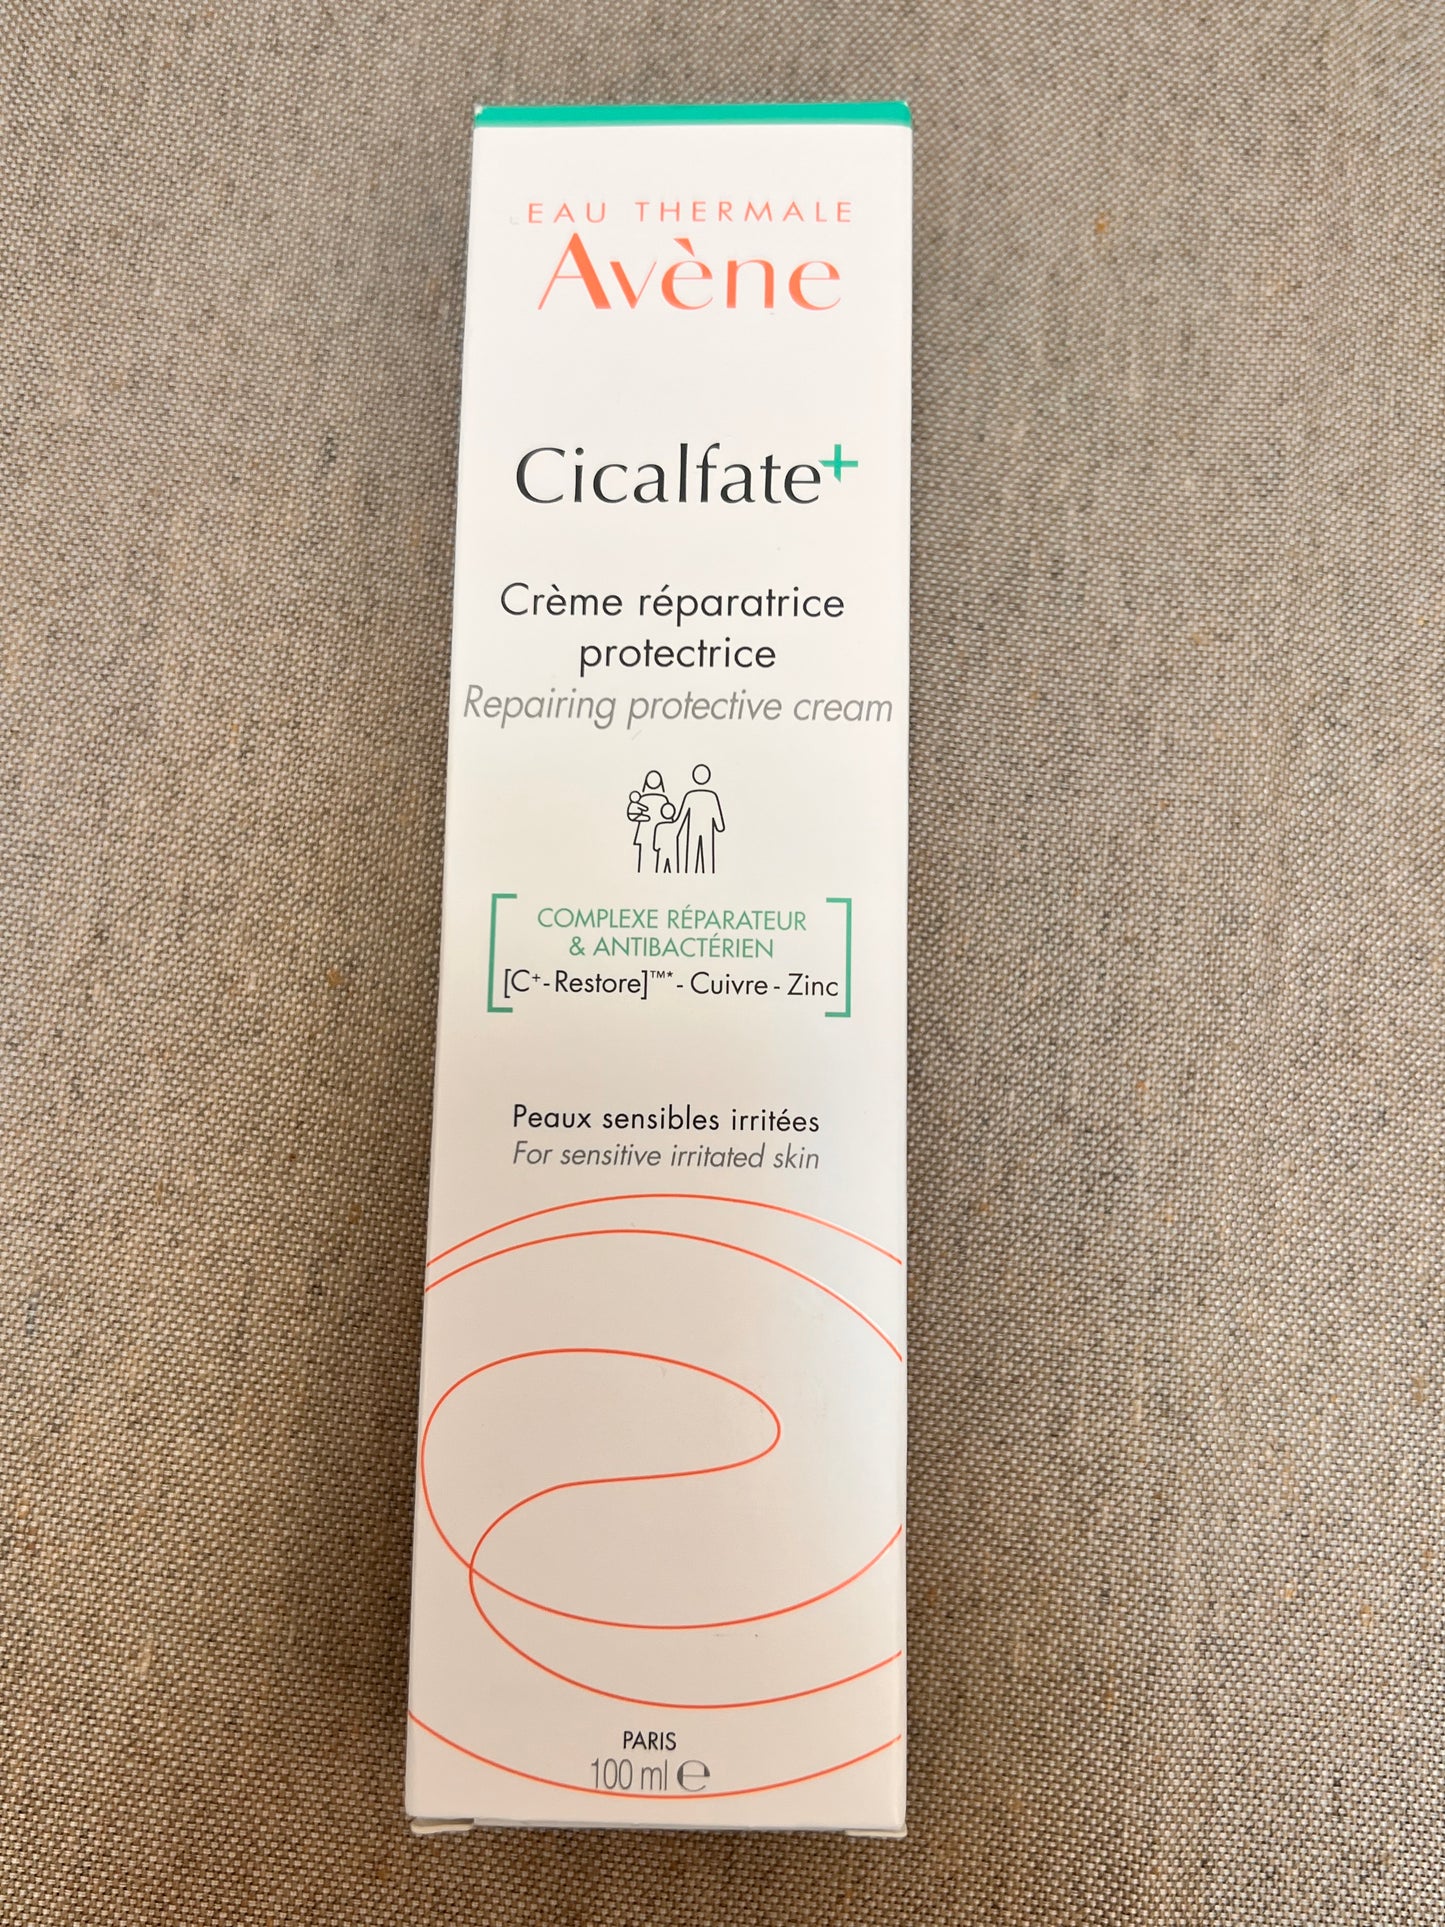 EAU THERMALE
Avène
Cicalfate+
Crème réparatrice
protectrice
Repairing protective cream
COMPLEXE RÉPARATEUR
& ANTIBACTÉRIEN
[C+-Restore]™* - Cuivre - Zinc
Peaux sensibles irritées
For sensitive irritated skin
PARIS
100 ml ℮